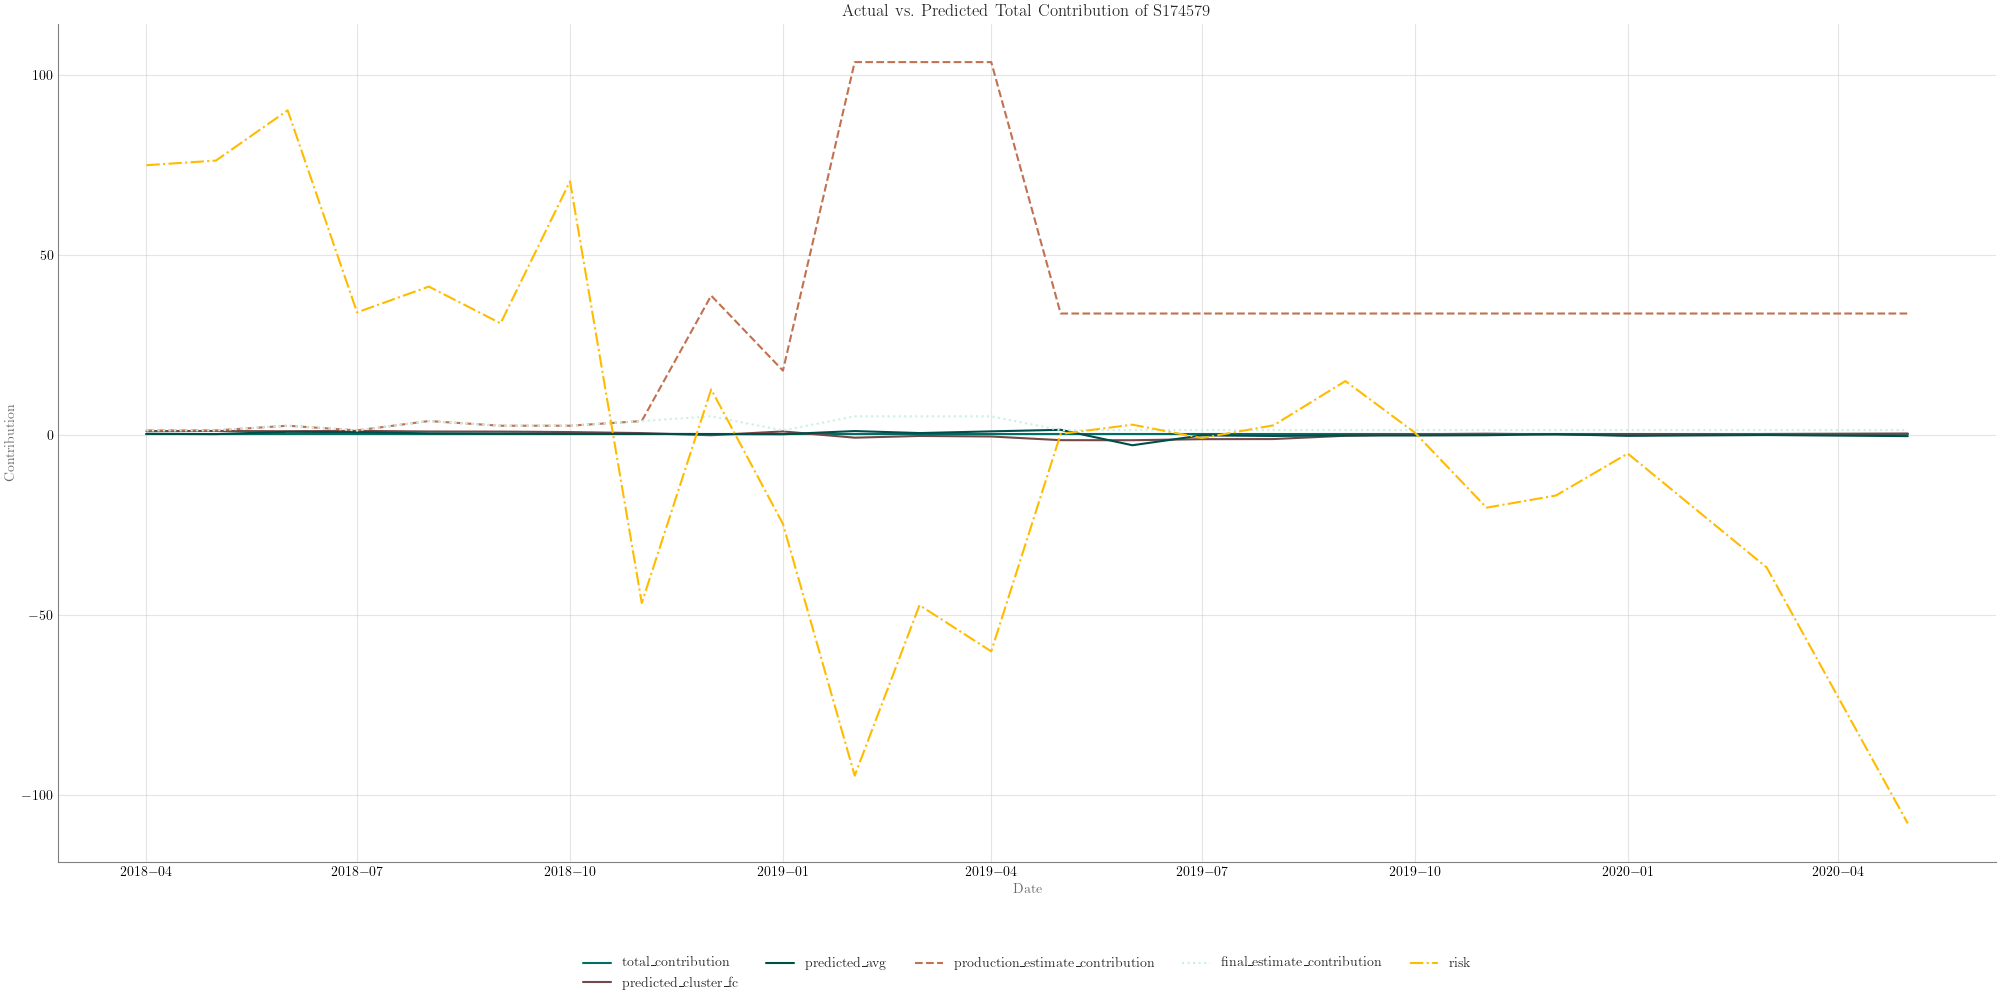 Actual vs. Predicted Total Contribution of S174579
Contribution
100
50
0
−50
−100
2018−04 2018−07 2018−10 2019−01 2019−04 2019−07 2019−10 2020−01 2020−04
Date
total_contribution predicted_avg production_estimate_contribution final_estimate_contribution risk
predicted_cluster_fc